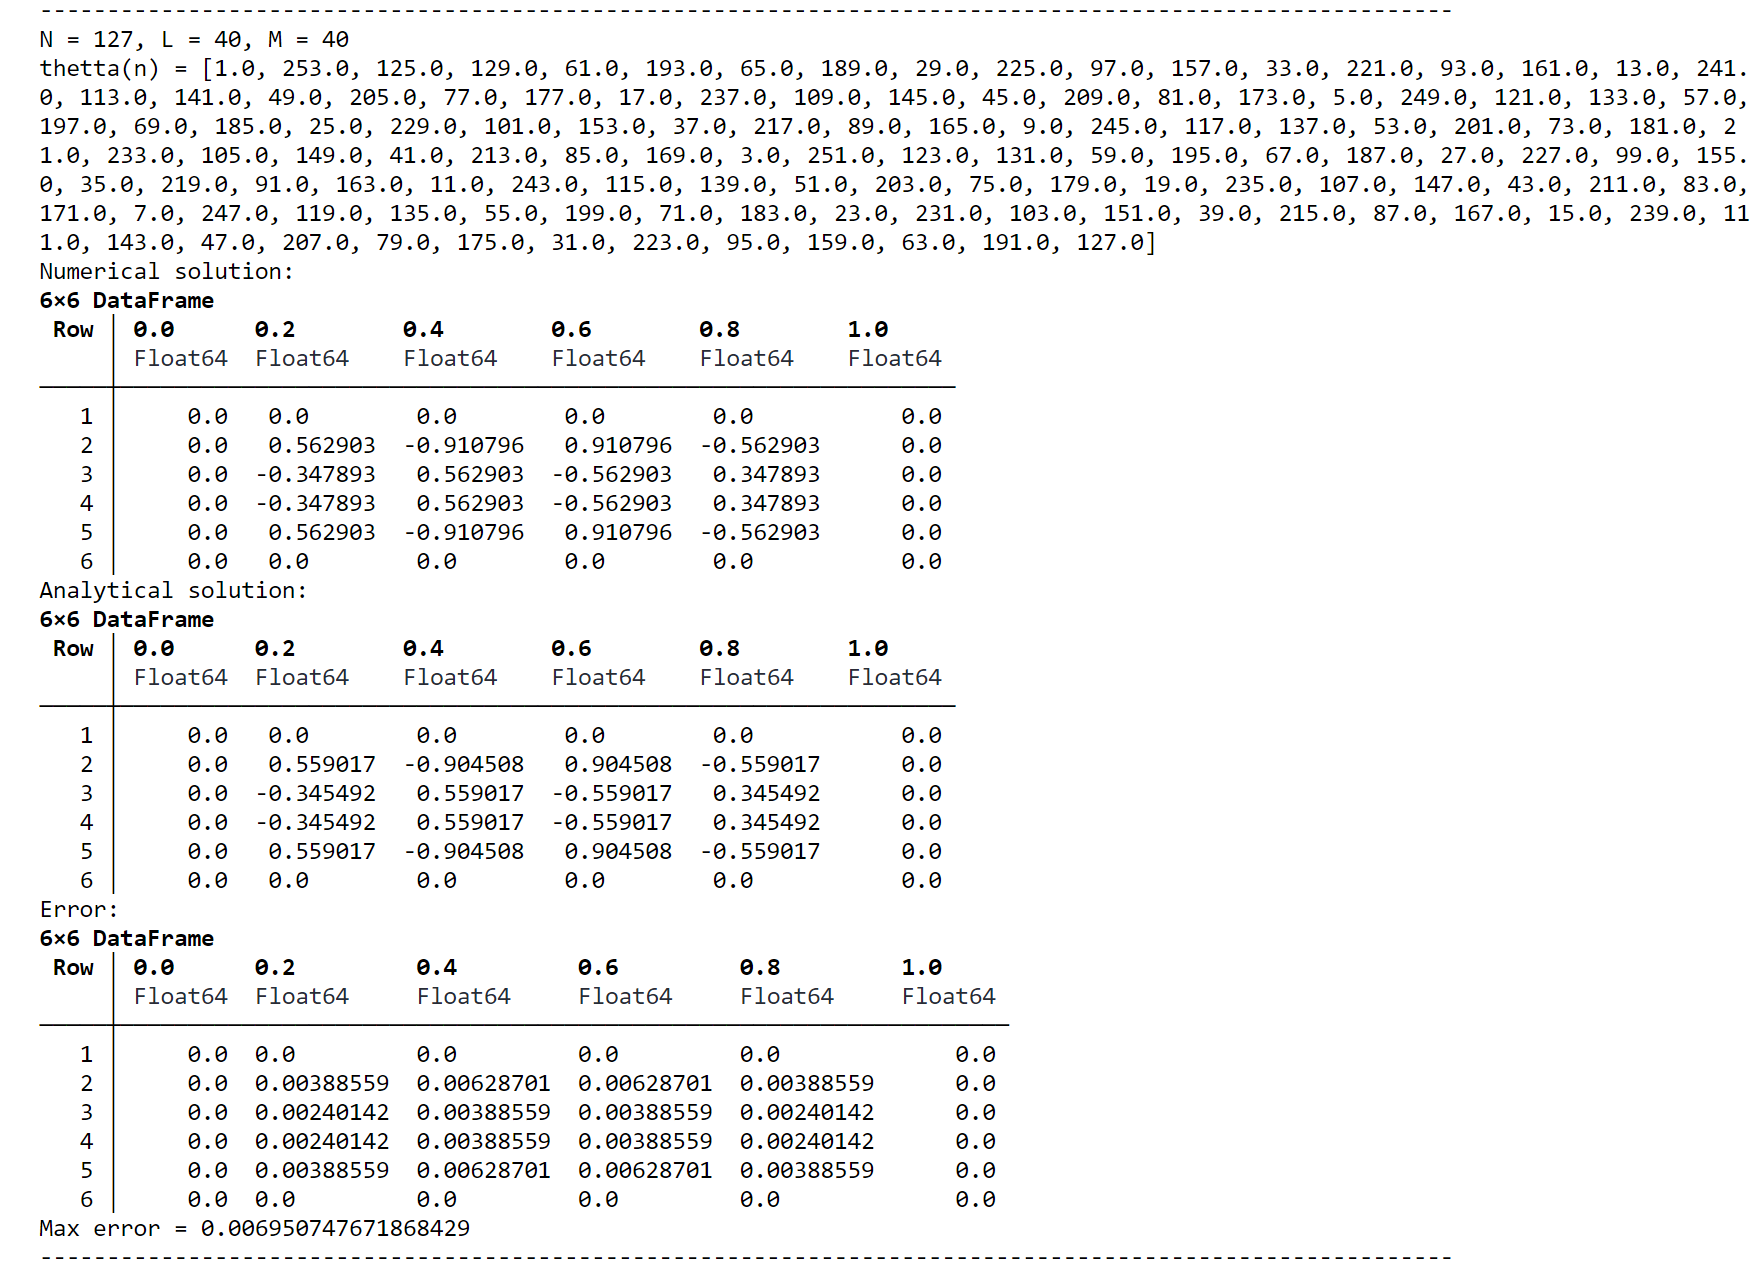 ---------------------------------------------------------------------------------------------------------
N = 127, L = 40, M = 40
thetta(n) = [1.0, 253.0, 125.0, 129.0, 61.0, 193.0, 65.0, 189.0, 29.0, 225.0, 97.0, 157.0, 33.0, 221.0, 93.0, 161.0, 13.0, 241.
0, 113.0, 141.0, 49.0, 205.0, 77.0, 177.0, 17.0, 237.0, 109.0, 145.0, 45.0, 209.0, 81.0, 173.0, 5.0, 249.0, 121.0, 133.0, 57.0,
197.0, 69.0, 185.0, 25.0, 229.0, 101.0, 153.0, 37.0, 217.0, 89.0, 165.0, 9.0, 245.0, 117.0, 137.0, 53.0, 201.0, 73.0, 181.0, 2
1.0, 233.0, 105.0, 149.0, 41.0, 213.0, 85.0, 169.0, 3.0, 251.0, 123.0, 131.0, 59.0, 195.0, 67.0, 187.0, 27.0, 227.0, 99.0, 155.
0, 35.0, 219.0, 91.0, 163.0, 11.0, 243.0, 115.0, 139.0, 51.0, 203.0, 75.0, 179.0, 19.0, 235.0, 107.0, 147.0, 43.0, 211.0, 83.0,
171.0, 7.0, 247.0, 119.0, 135.0, 55.0, 199.0, 71.0, 183.0, 23.0, 231.0, 103.0, 151.0, 39.0, 215.0, 87.0, 167.0, 15.0, 239.0, 11
1.0, 143.0, 47.0, 207.0, 79.0, 175.0, 31.0, 223.0, 95.0, 159.0, 63.0, 191.0, 127.0]
Numerical solution:
6×6 DataFrame
Row │ 0.0 0.2 0.4 0.6 0.8 1.0
│ Float64 Float64 Float64 Float64 Float64 Float64
1 │ 0.0 0.0 0.0 0.0 0.0 0.0
2 │ 0.0 0.562903 -0.910796 0.910796 -0.562903 0.0
3 │ 0.0 -0.347893 0.562903 -0.562903 0.347893 0.0
4 │ 0.0 -0.347893 0.562903 -0.562903 0.347893 0.0
5 │ 0.0 0.562903 -0.910796 0.910796 -0.562903 0.0
6 │ 0.0 0.0 0.0 0.0 0.0 0.0
Analytical solution:
6×6 DataFrame
Row │ 0.0 0.2 0.4 0.6 0.8 1.0
│ Float64 Float64 Float64 Float64 Float64 Float64
1 │ 0.0 0.0 0.0 0.0 0.0 0.0
2 │ 0.0 0.559017 -0.904508 0.904508 -0.559017 0.0
3 │ 0.0 -0.345492 0.559017 -0.559017 0.345492 0.0
4 │ 0.0 -0.345492 0.559017 -0.559017 0.345492 0.0
5 │ 0.0 0.559017 -0.904508 0.904508 -0.559017 0.0
6 │ 0.0 0.0 0.0 0.0 0.0 0.0
Error:
6×6 DataFrame
Row │ 0.0 0.2 0.4 0.6 0.8 1.0
│ Float64 Float64 Float64 Float64 Float64 Float64
1 │ 0.0 0.0 0.0 0.0 0.0 0.0
2 │ 0.0 0.00388559 0.00628701 0.00628701 0.00388559 0.0
3 │ 0.0 0.00240142 0.00388559 0.00388559 0.00240142 0.0
4 │ 0.0 0.00240142 0.00388559 0.00388559 0.00240142 0.0
5 │ 0.0 0.00388559 0.00628701 0.00628701 0.00388559 0.0
6 │ 0.0 0.0 0.0 0.0 0.0 0.0
Max error = 0.006950747671868429
---------------------------------------------------------------------------------------------------------